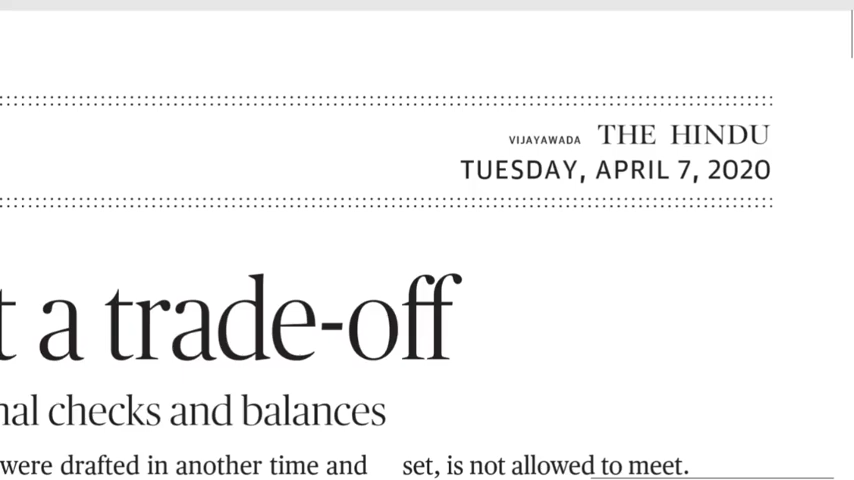 VIJAYAWADA THE HINDU
TUESDAY, APRIL 7, 2020
a trade-off
checks and balances
were drafted in another time and
set, is not allowed to meet.